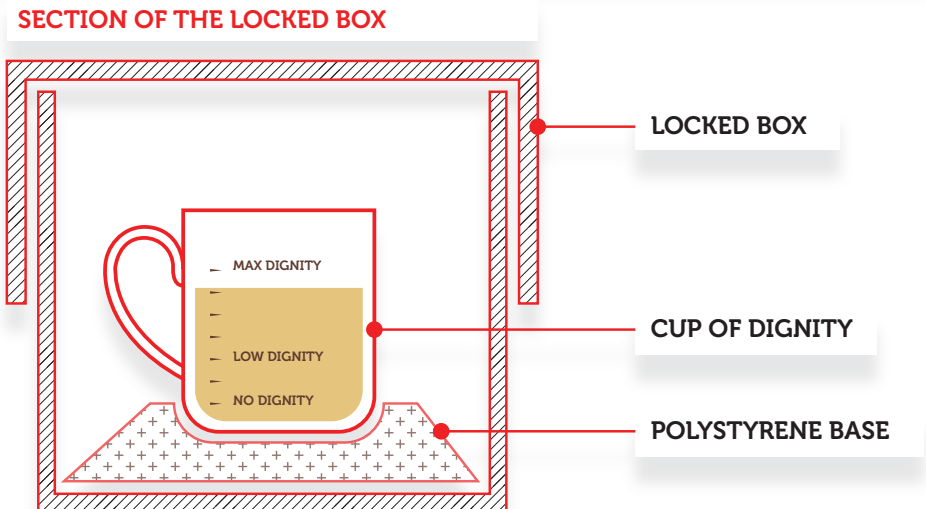 SECTION OF THE LOCKED BOX
LOCKED BOX
MAX DIGNITY
CUP OF DIGNITY
LOW DIGNITY
NO DIGNITY
POLYSTYRENE BASE